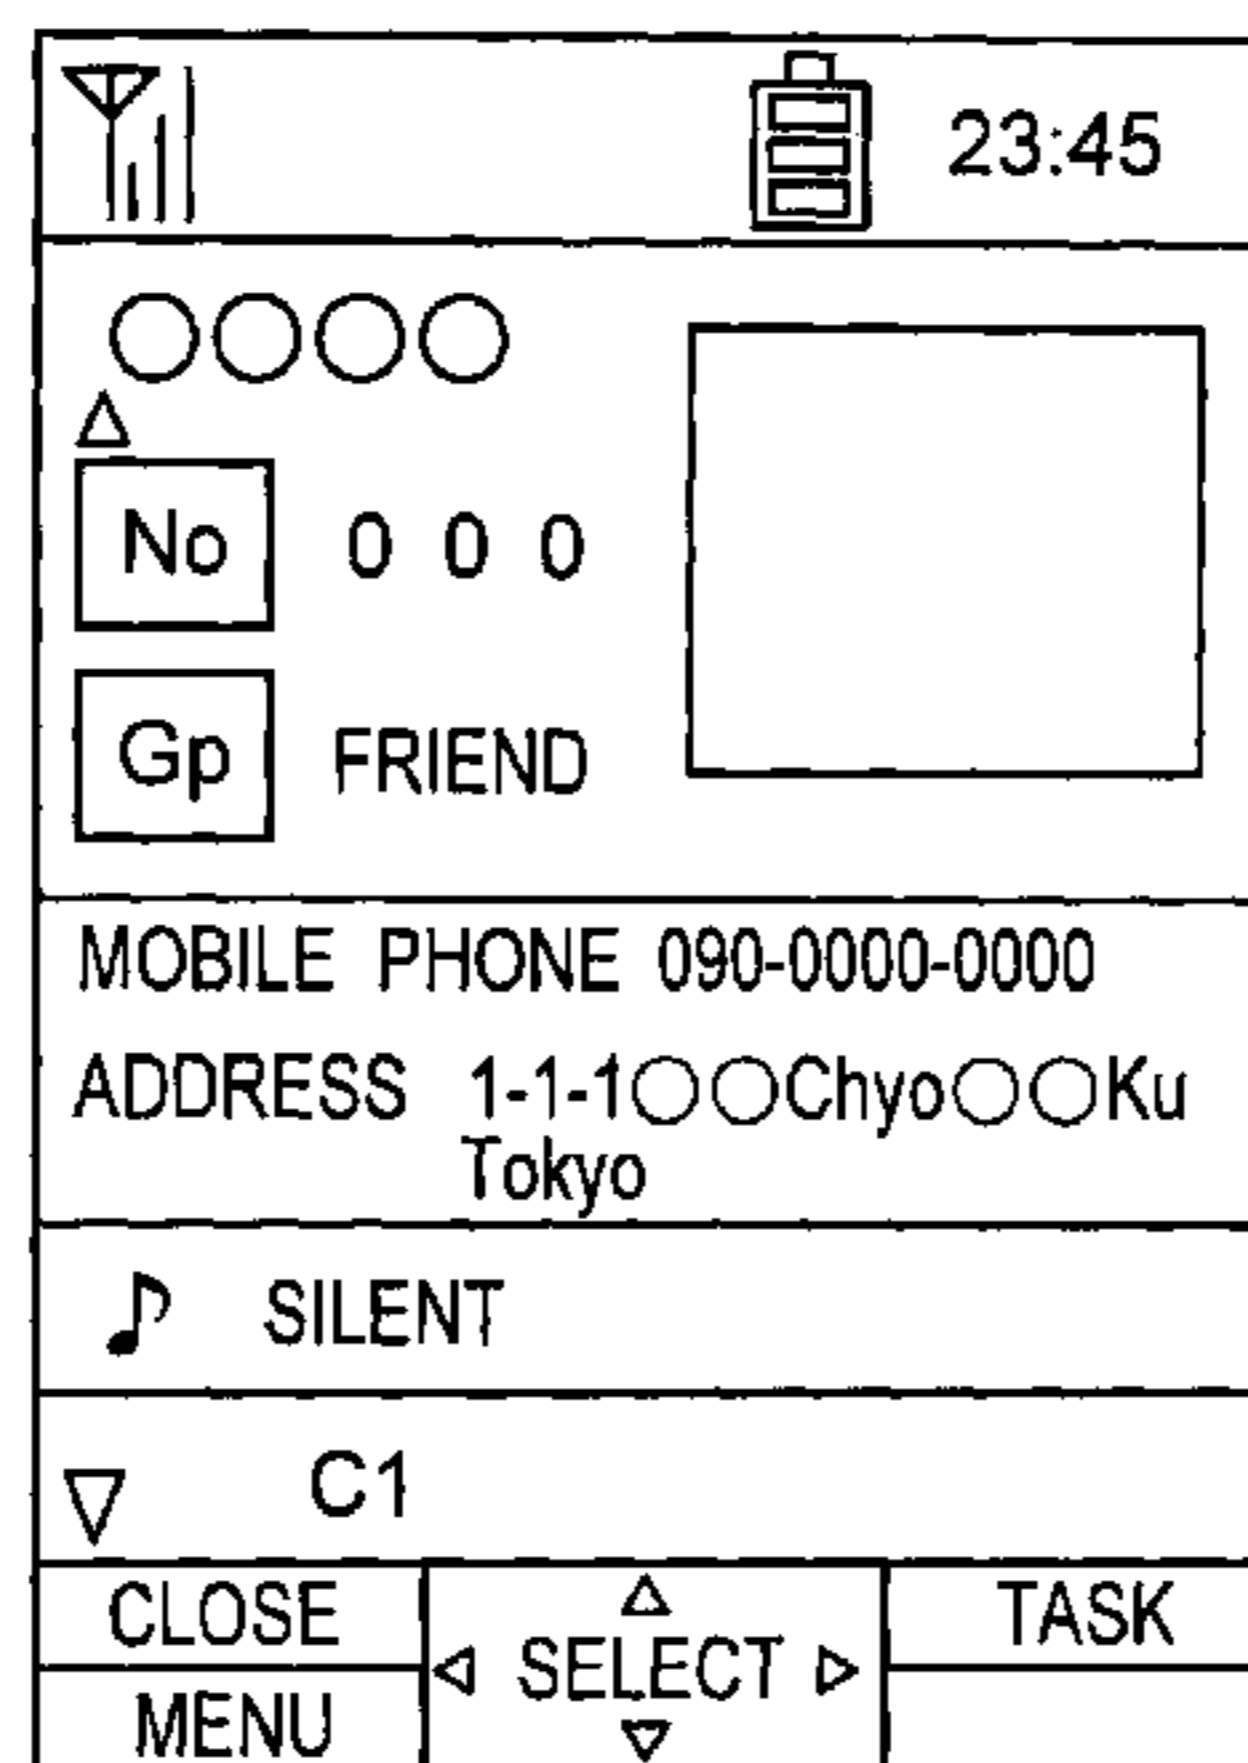 23:45
○○○○
No 0 0 0
Gp FRIEND
MOBILE PHONE 090-0000-0000
ADDRESS 1-1-1○○Chyo○○Ku
Tokyo
SILENT
C1
CLOSE
SELECT
TASK
MENU